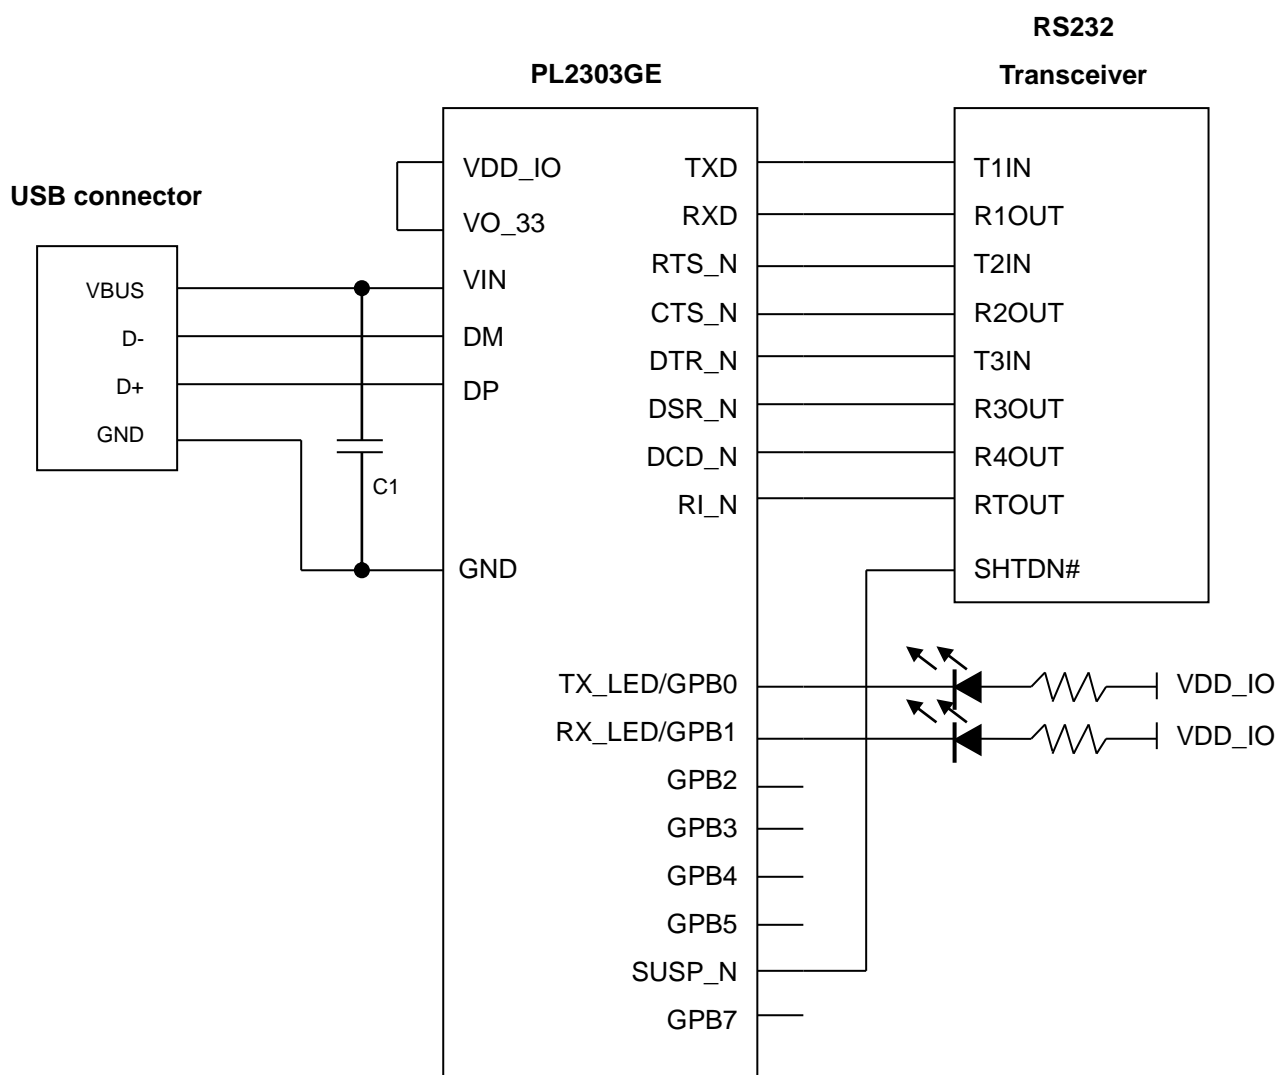 RS232
Transceiver
PL2303GE
USB connector
VBUS
D-
D+
GND
C1
VDD_IO
VO_33
VIN
DM
DP
GND
TXD
RXD
RTS_N
CTS_N
DTR_N
DSR_N
DCD_N
RI_N
TX_LED/GPB0
RX_LED/GPB1
GPB2
GPB3
GPB4
GPB5
SUSP_N
GPB7
T1IN
R1OUT
T2IN
R2OUT
T3IN
R3OUT
R4OUT
RTOUT
SHTDN#
VDD_IO
VDD_IO